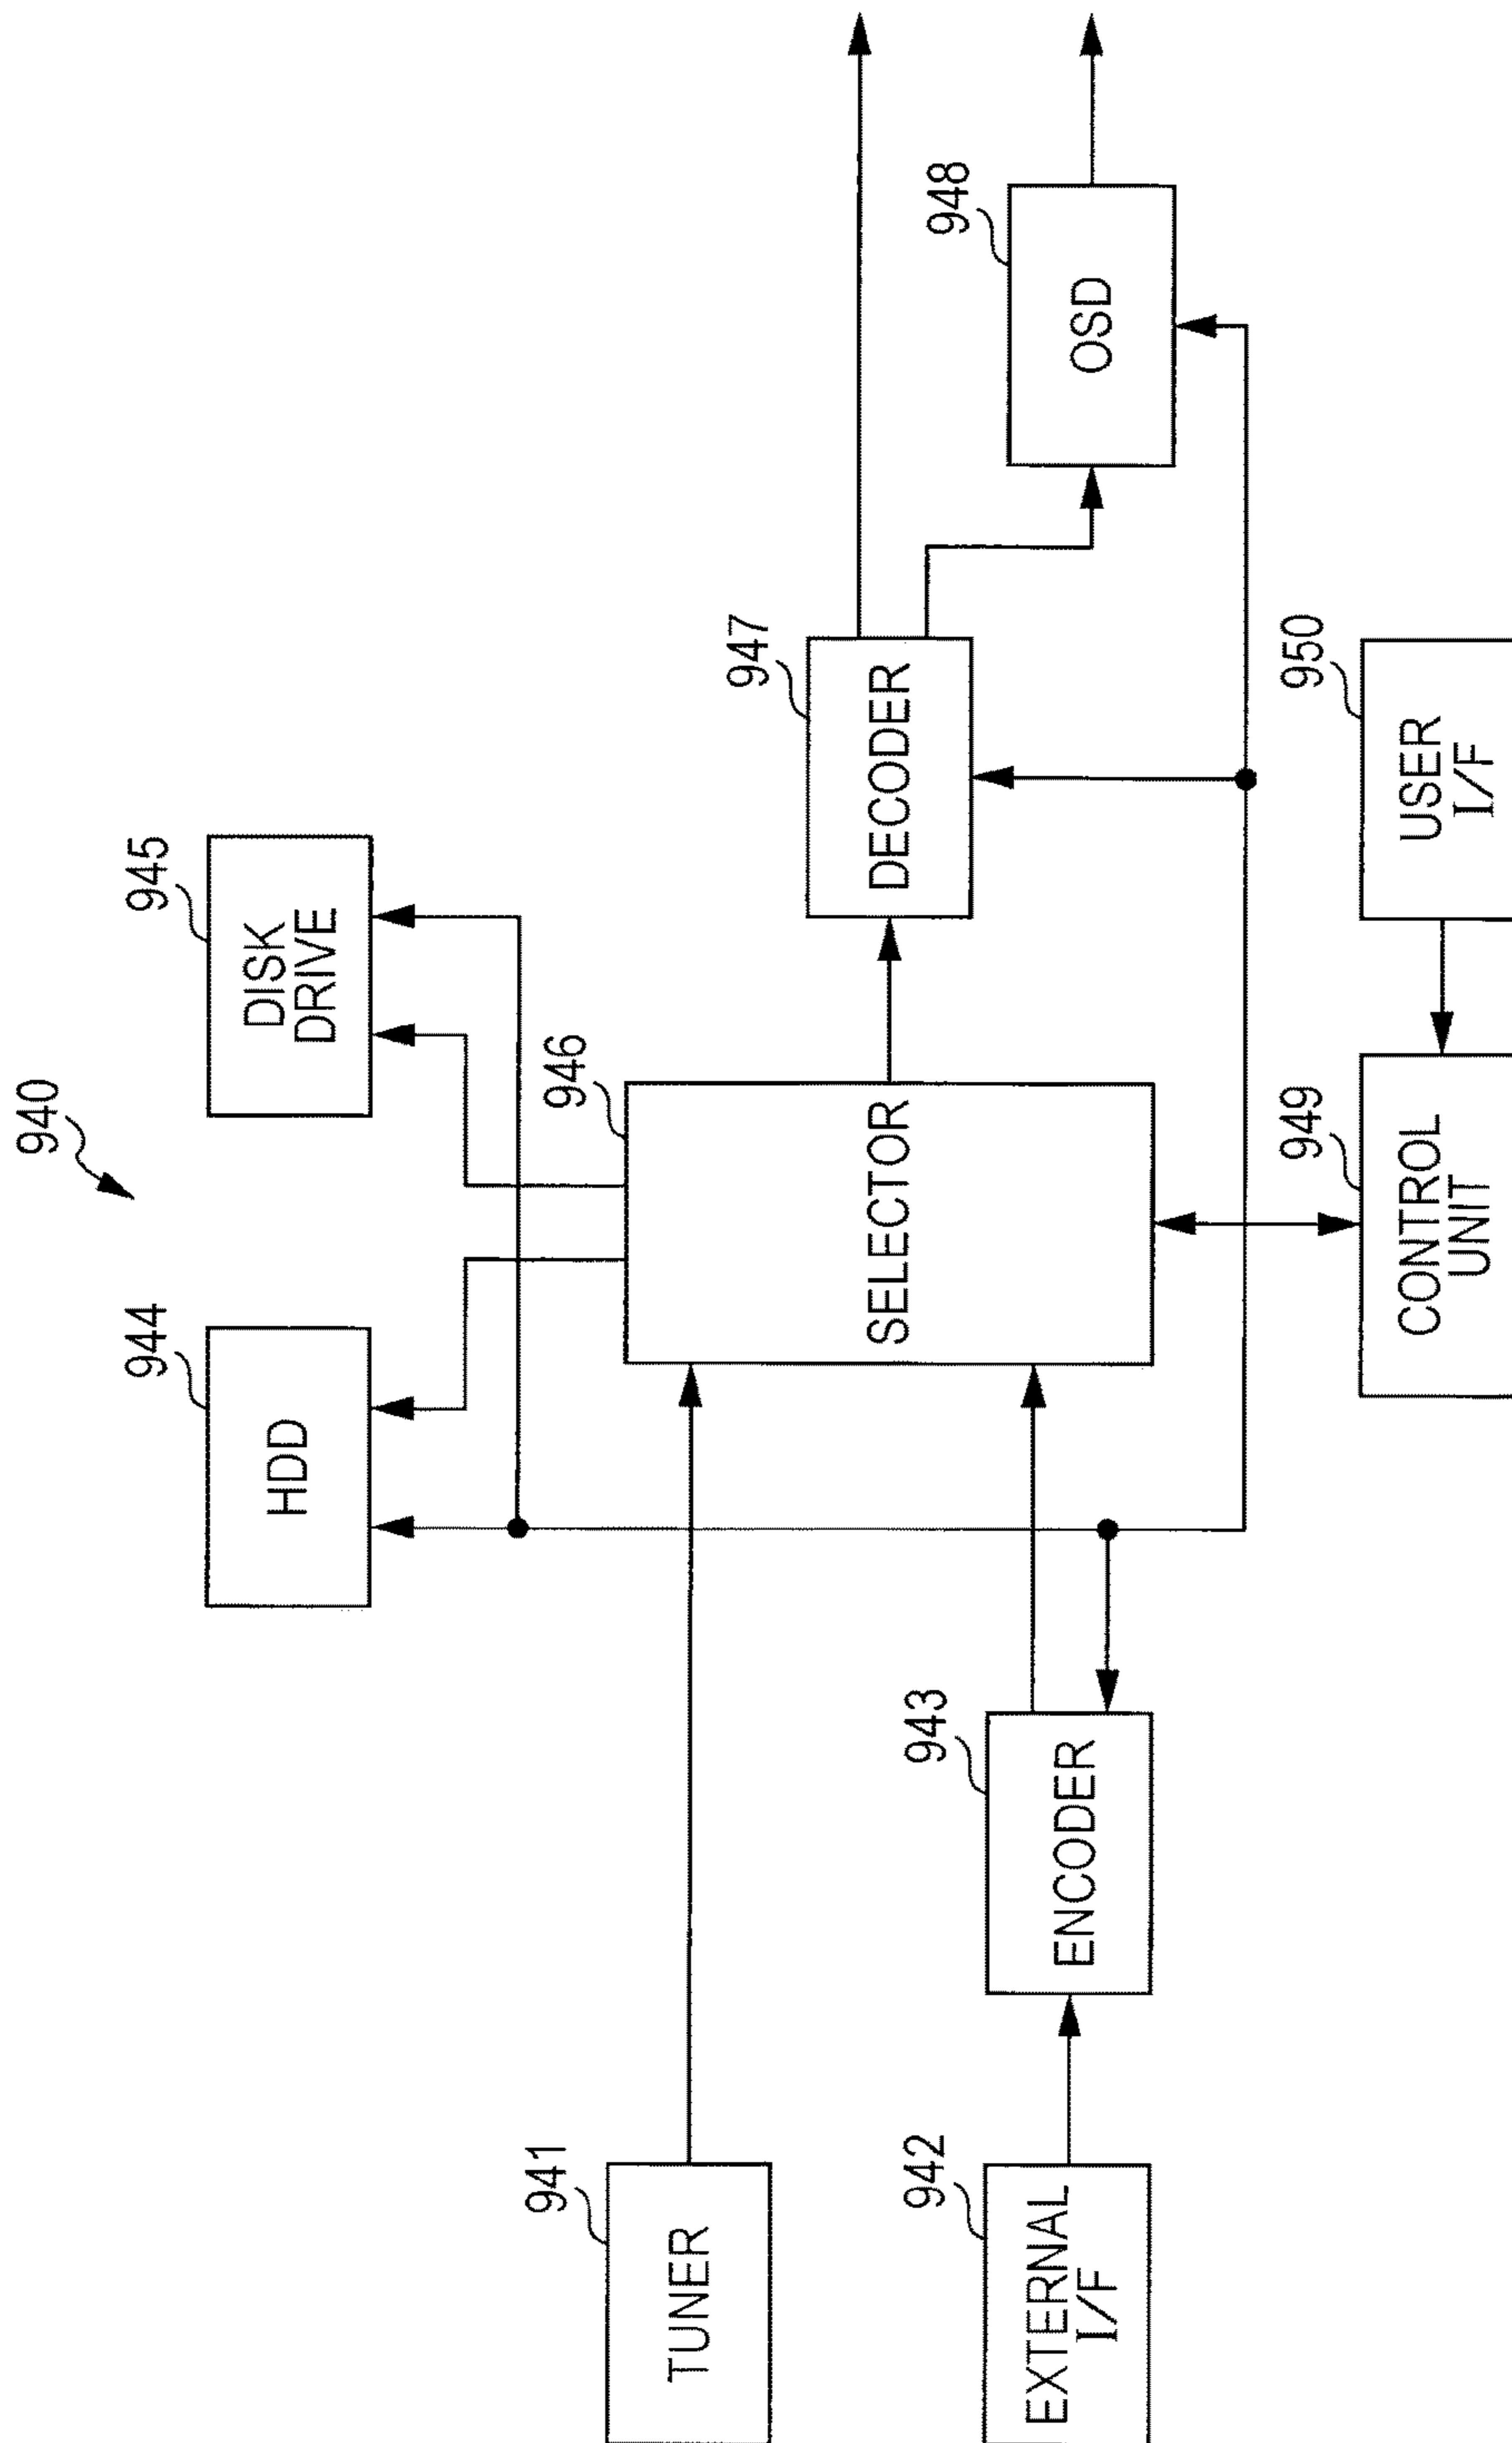 940
944
HDD
945
DISK
DRIVE
941
TUNER
946
SELECTOR
947
DECODER
942
EXTERNAL
I/F
943
ENCODER
948
OSD
949
CONTROL
UNIT
950
USER
I/F